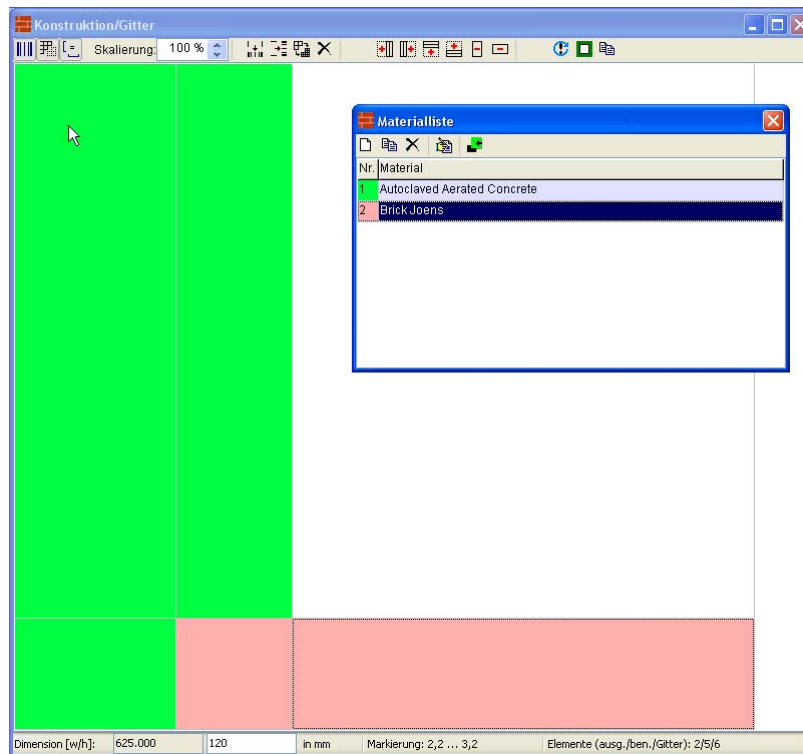 Konstruktion/Gitter
Skalierung: 100 %
Materialliste
Nr. Material
1 Autoclaved Aerated Concrete
2 Brick Joens
Dimension [w/h]: 625.000 120 in mm Markierung: 2,2 ... 3,2 Elemente (ausg./ben./Gitter): 2/5/6